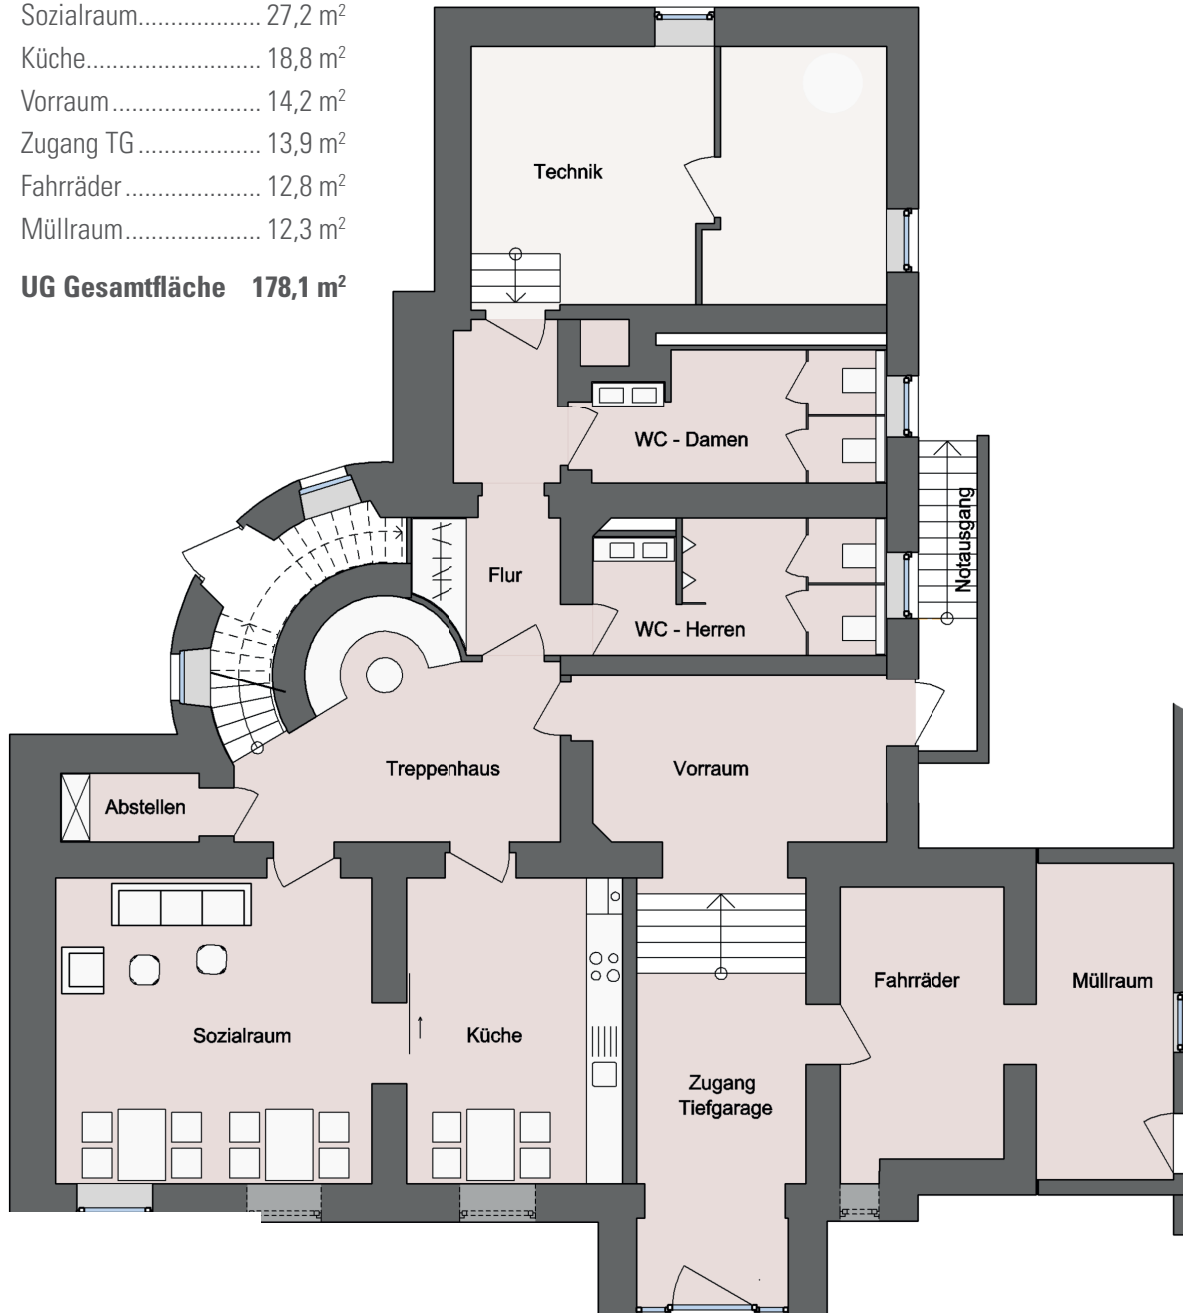 Sozialraum................... 27,2 m²
Küche........................... 18,8 m²
Vorraum ....................... 14,2 m²
Zugang TG ................... 13,9 m²
Fahrräder ..................... 12,8 m²
Müllraum..................... 12,3 m²
UG Gesamtfläche 178,1 m²
Technik
WC - Damen
Notausgang
Flur
WC - Herren
Treppenhaus
Vorraum
Abstellen
Fahrräder
Müllraum
Sozialraum
Küche
Zugang
Tiefgarage